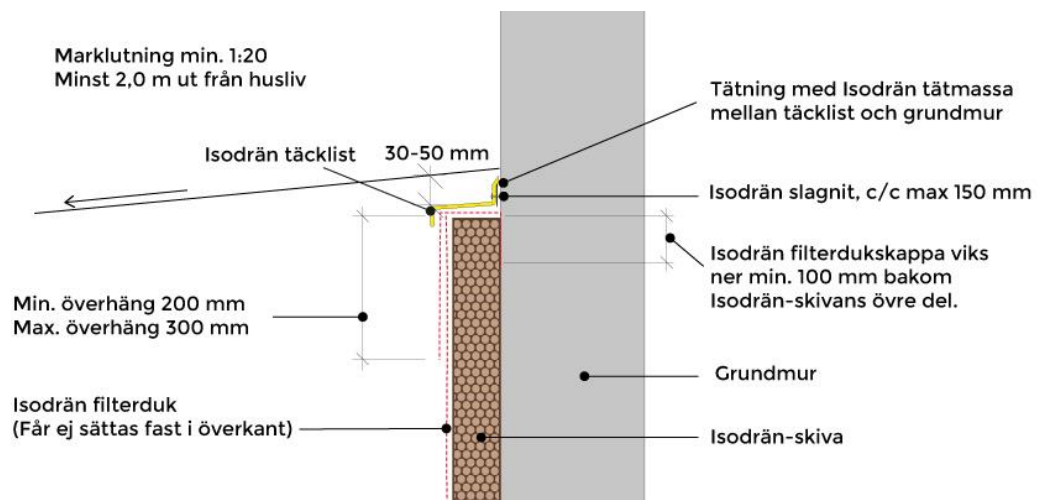 Marklutning min. 1:20
Minst 2,0 m ut från husliv
Isodrän täcklist
30-50 mm
Tätning med Isodrän tätmassa
mellan täcklist och grundmur
Isodrän slagnit, c/c max 150 mm
Isodrän filterdukskappa viks
ner min. 100 mm bakom
Isodrän-skivans övre del.
Min. överhäng 200 mm
Max. överhäng 300 mm
Grundmur
Isodrän filterduk
(Får ej sättas fast i överkant)
Isodrän-skiva